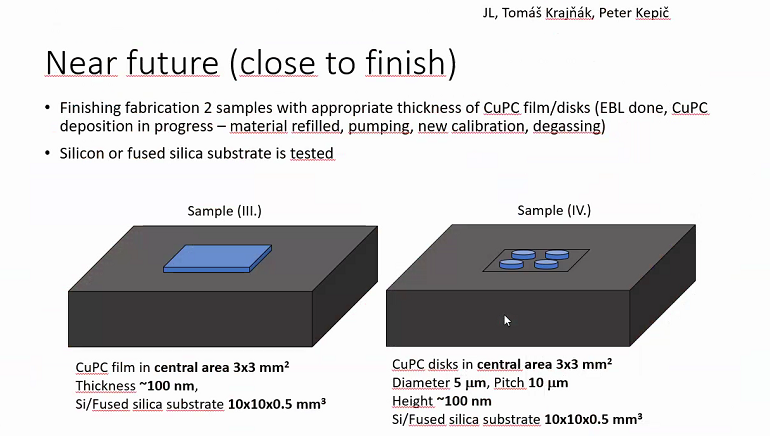 JL, Tomáš Krajňák, Peter Kepič
Near future (close to finish)
• Finishing fabrication 2 samples with appropriate thickness of CuPC film/disks (EBL done, CuPC
deposition in progress – material refilled, pumping, new calibration, degassing)
• Silicon or fused silica substrate is tested
Sample (III.)
Sample (IV.)
CuPC film in central area 3x3 mm²
Thickness ~100 nm,
Si/Fused silica substrate 10x10x0.5 mm³
CuPC disks in central area 3x3 mm²
Diameter 5 μm, Pitch 10 μm
Height ~100 nm
Si/Fused silica substrate 10x10x0.5 mm³